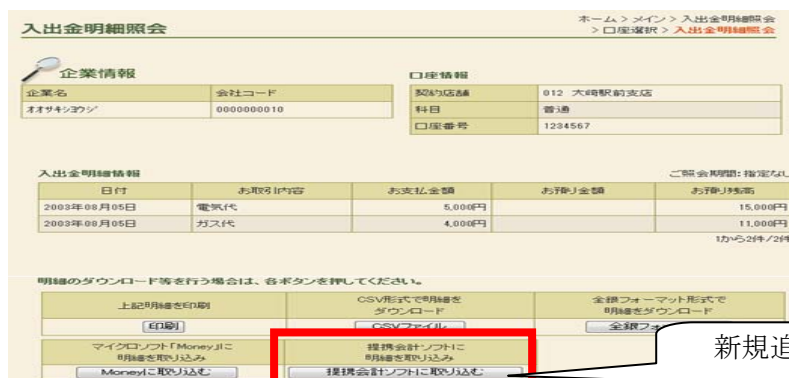 入出金明細照会
ホーム > メイン > 入出金明細照会
> 口座選択 > 入出金明細照会
企業情報
企業名 会社コード
オオサキシヨウジ 0000000010
口座情報
契約店舗 012 大崎駅前支店
科目 普通
口座番号 1234567
入出金明細情報 ご照会期間:指定なし
日付 お取引内容 お支払金額 お預り金額 お預り残高
2003年08月05日 電気代 5,000円 15,000円
2003年08月05日 ガス代 4,000円 11,000円
1から2件/2件
明細のダウンロード等を行う場合は、各ボタンを押してください。
上記明細を印刷
CSV形式で明細を
ダウンロード
全銀フォーマット形式で
明細をダウンロード
印刷 CSVファイル 全銀フォ
マイクロソフト「Money」に
明細を取り込み
提携会計ソフトに
明細を取り込み
Moneyに取り込む 提携会計ソフトに取り込む
新規追